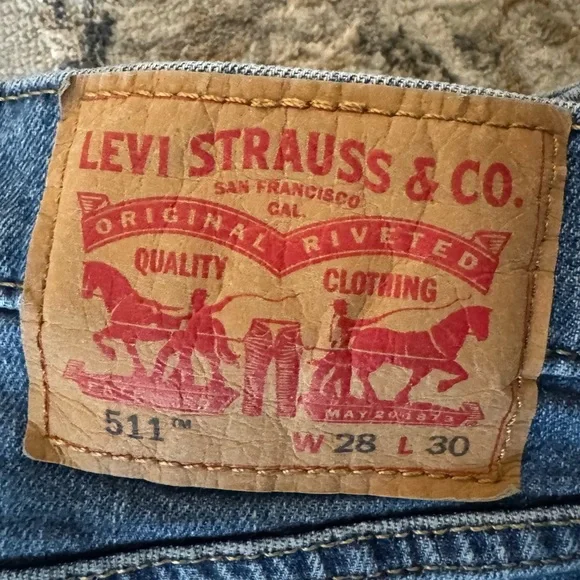 LEVI STRAUSS & CO.
SAN FRANCISCO
CAL.
ORIGINAL RIVETED
QUALITY CLOTHING
MAY 20 1873
511™ W 28 L 30